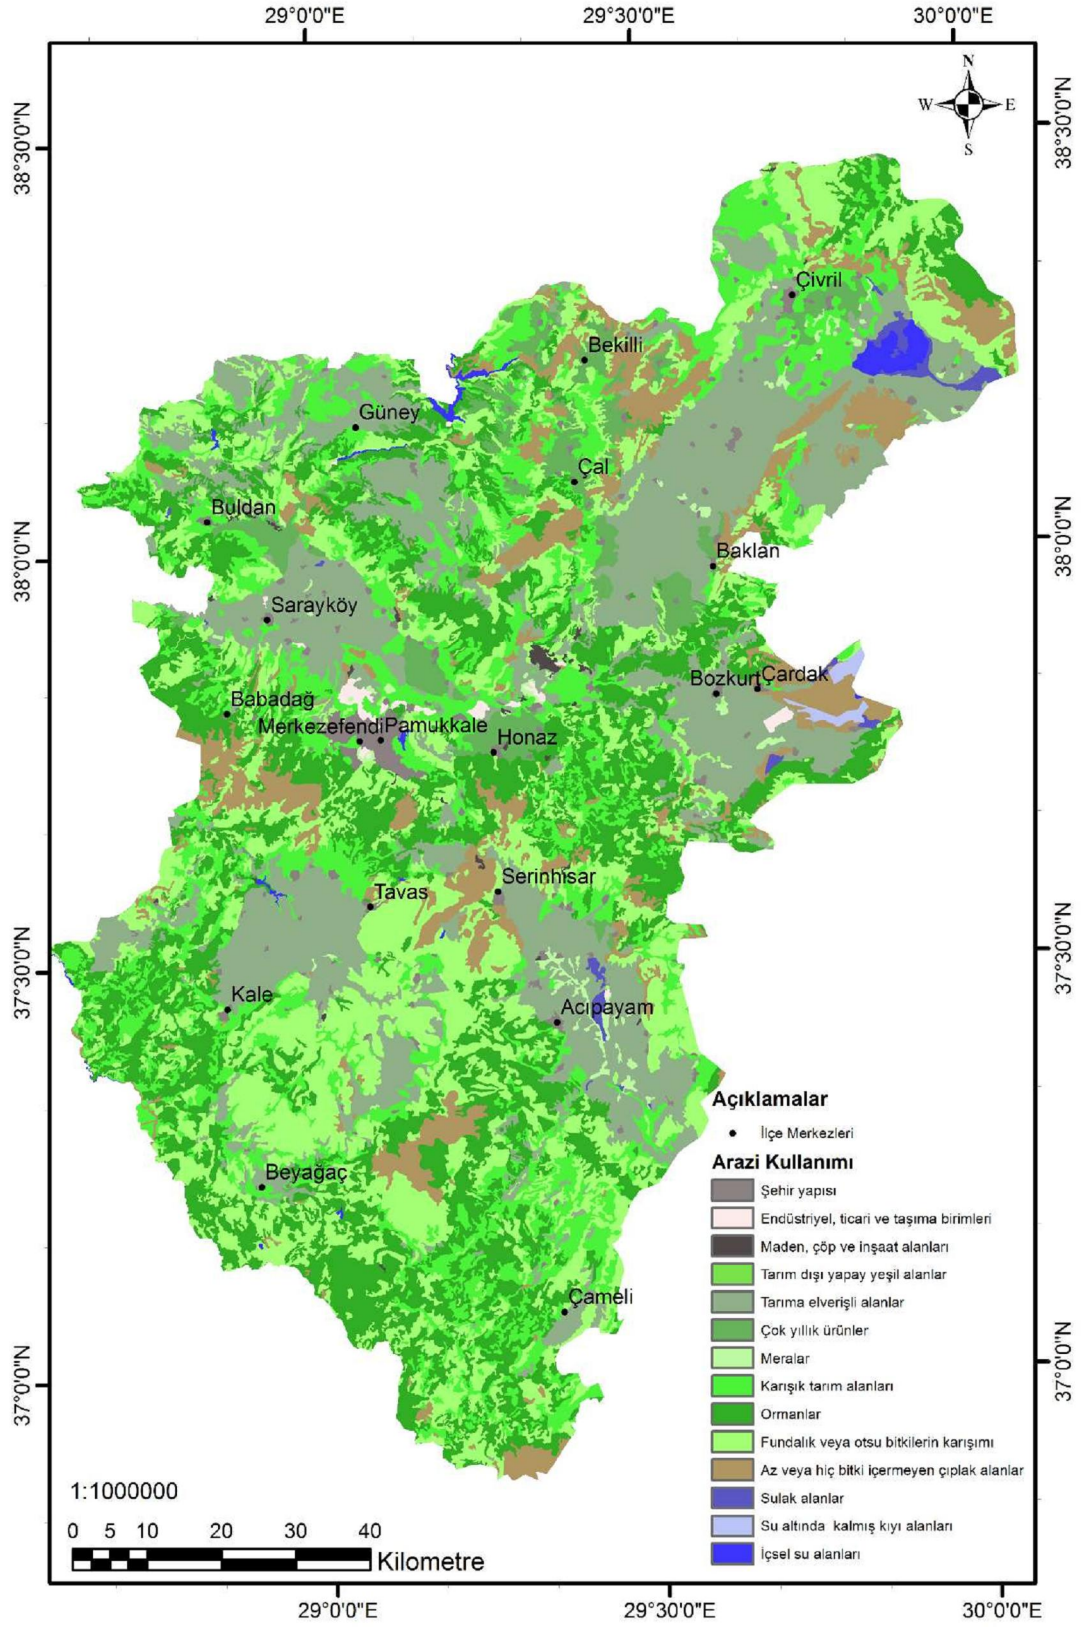 29°0'0"E 29°30'0"E 30°0'0"E
N
W E
S
38°30'0"N 38°30'0"N
Çivril
Bekilli
Güney
Çal
Buldan
Baklan
38°0'0"N 38°0'0"N
Sarayköy
Bozkurt Çardak
Babadağ
Merkezefendi Pamukkale
Honaz
Serinhisar
Tavas
37°30'0"N 37°30'0"N
Kale
Acıpayam
Açıklamalar
İlçe Merkezleri
Arazi Kullanımı
Şehir yapısı
Endüstriyel, ticari ve taşıma birimleri
Maden, çöp ve inşaat alanları
Tarım dışı yapay yeşil alanlar
Tarıma elverişli alanlar
Çok yıllık ürünler
Meralar
Karışık tarım alanları
Ormanlar
Fundalık veya otsu bitkilerin karışımı
Az veya hiç bitki içermeyen çıplak alanlar
Sulak alanlar
Su altında kalmış kıyı alanları
İçsel su alanları
Beyağaç
Çameli
37°0'0"N 37°0'0"N
1:1000000
0 5 10 20 30 40
Kilometre
29°0'0"E 29°30'0"E 30°0'0"E